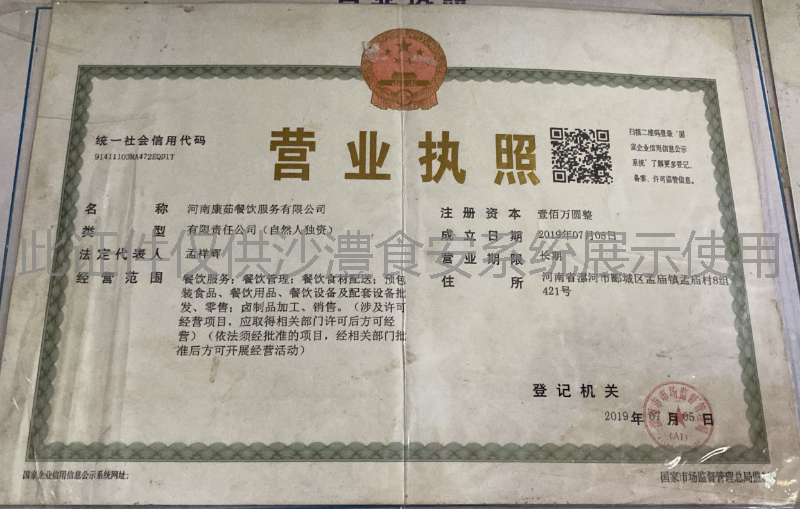 统一社会信用代码
91411103MA472EQD1T
营业执照
扫描二维码登录‘国
家企业信用信息公示
系统’了解更多登记、
备案、许可监管信息。
名称 河南康茹餐饮服务有限公司
类型 有限责任公司（自然人独资）
法定代表人 孟祥辉
经营范围 餐饮服务；餐饮管理；餐饮食材配送；预包
装食品、餐饮用品、餐饮设备及配套设备批
发、零售；卤制品加工、销售。（涉及许可
经营项目，应取得相关部门许可后方可经
营）（依法须经批准的项目，经相关部门批
准后方可开展经营活动）
注册资本 壹佰万圆整
成立日期 2019年07月05日
营业期限 长期
住所 河南省漯河市郾城区孟庙镇孟庙村8组
421号
此证件仅供沙澧食安系统展示使用
登记机关
2019年07月05日
国家企业信用信息公示系统网址：
国家市场监督管理总局监